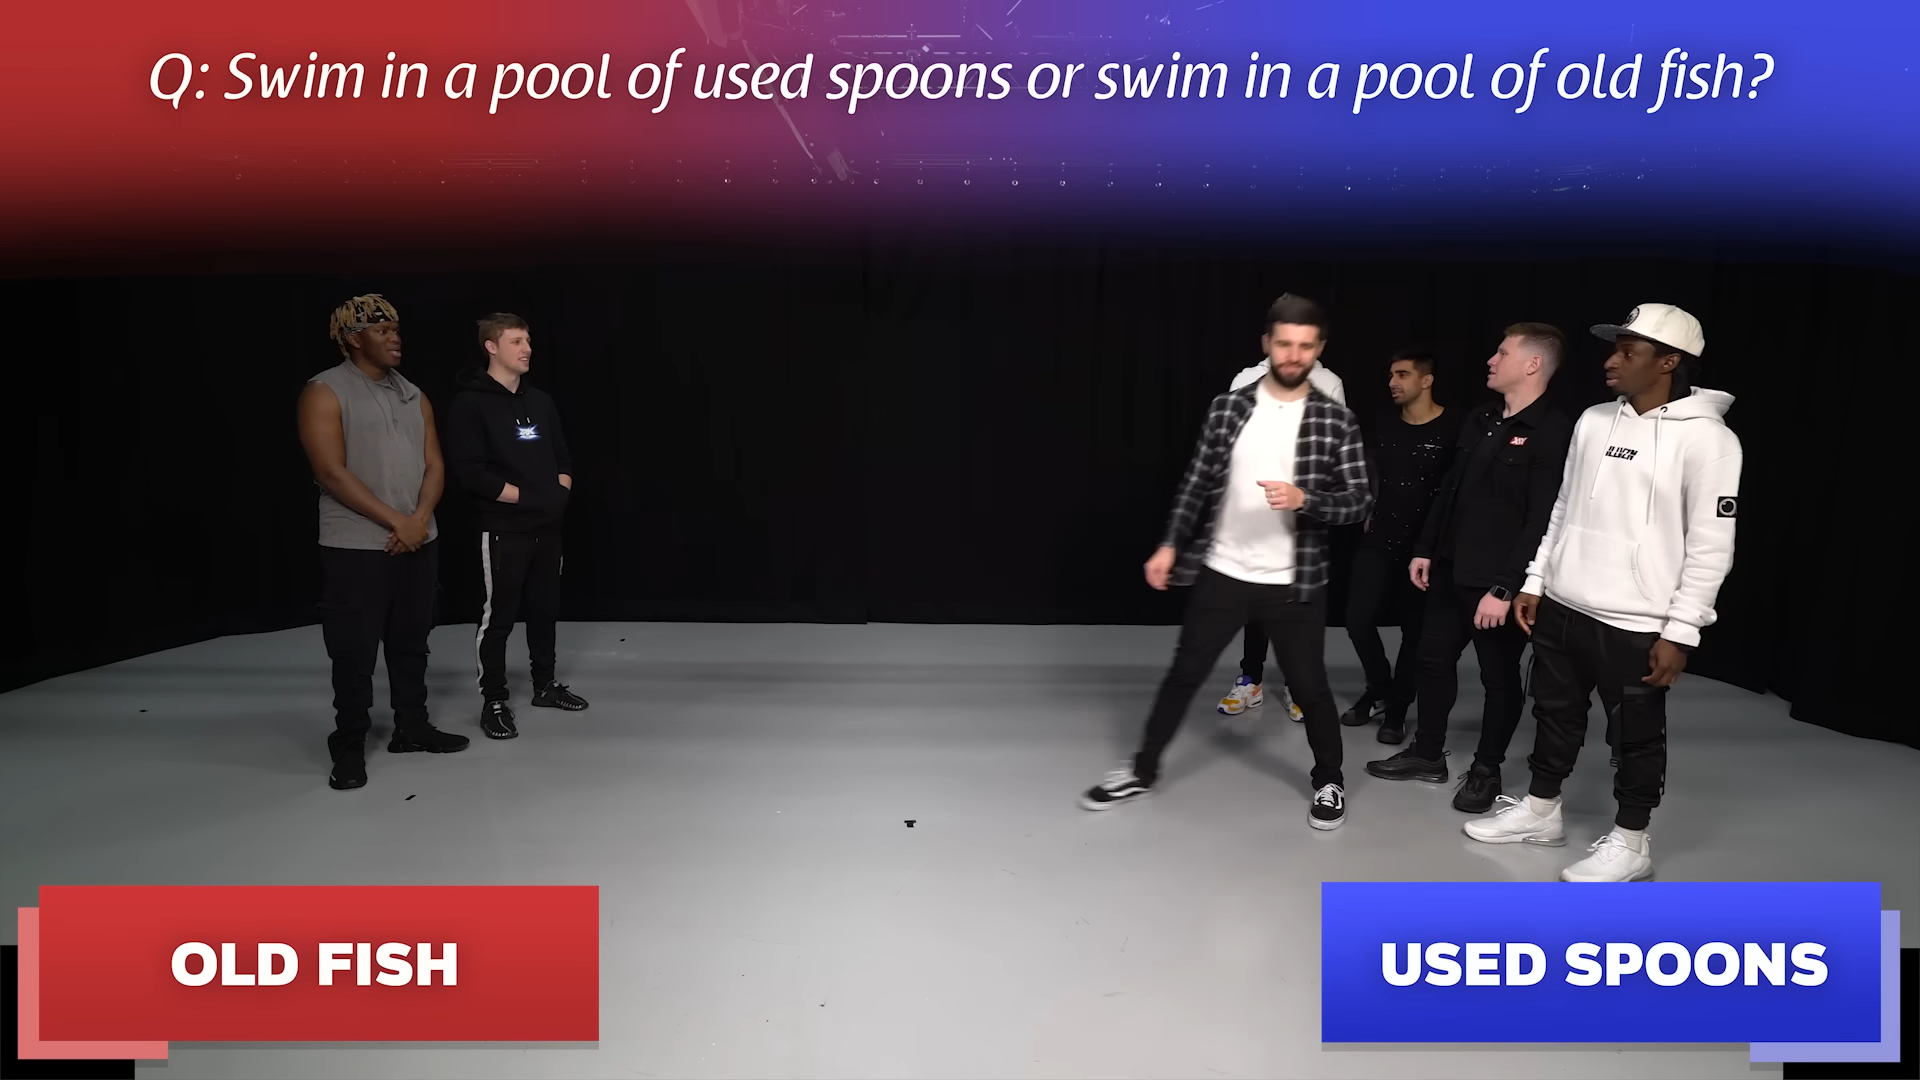 Q: Swim in a pool of used spoons or swim in a pool of old fish?
OLD FISH
USED SPOONS